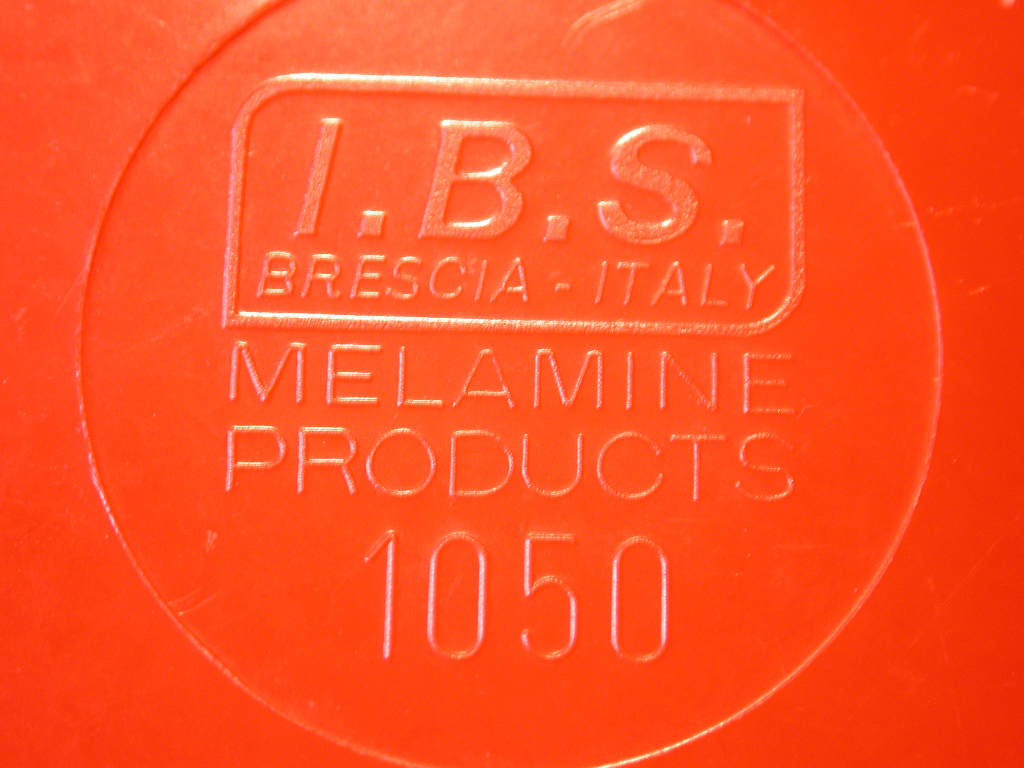 I.B.S.
BRESCIA - ITALY
MELAMINE
PRODUCTS
1050